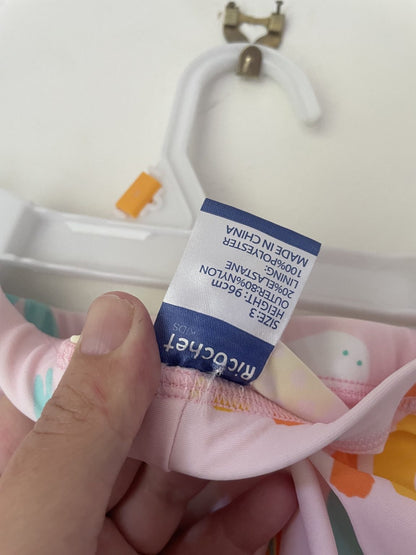 Ricochet
KIDS
SIZE:3
HEIGHT: 96cm
OUTER:80%NYLON
20%ELASTANE
LINING:
100%POLYESTER
MADE IN CHINA